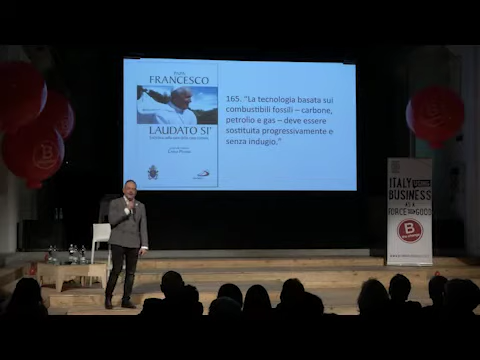 PAPA
FRANCESCO
LAUDATO SI'
165. "La tecnologia basata sui
combustibili fossili – carbone,
petrolio e gas – deve essere
sostituita progressivamente e
senza indugio."
ITALY USING
BUSINESS
AS A
FORCE FOR GOOD
B
B
B